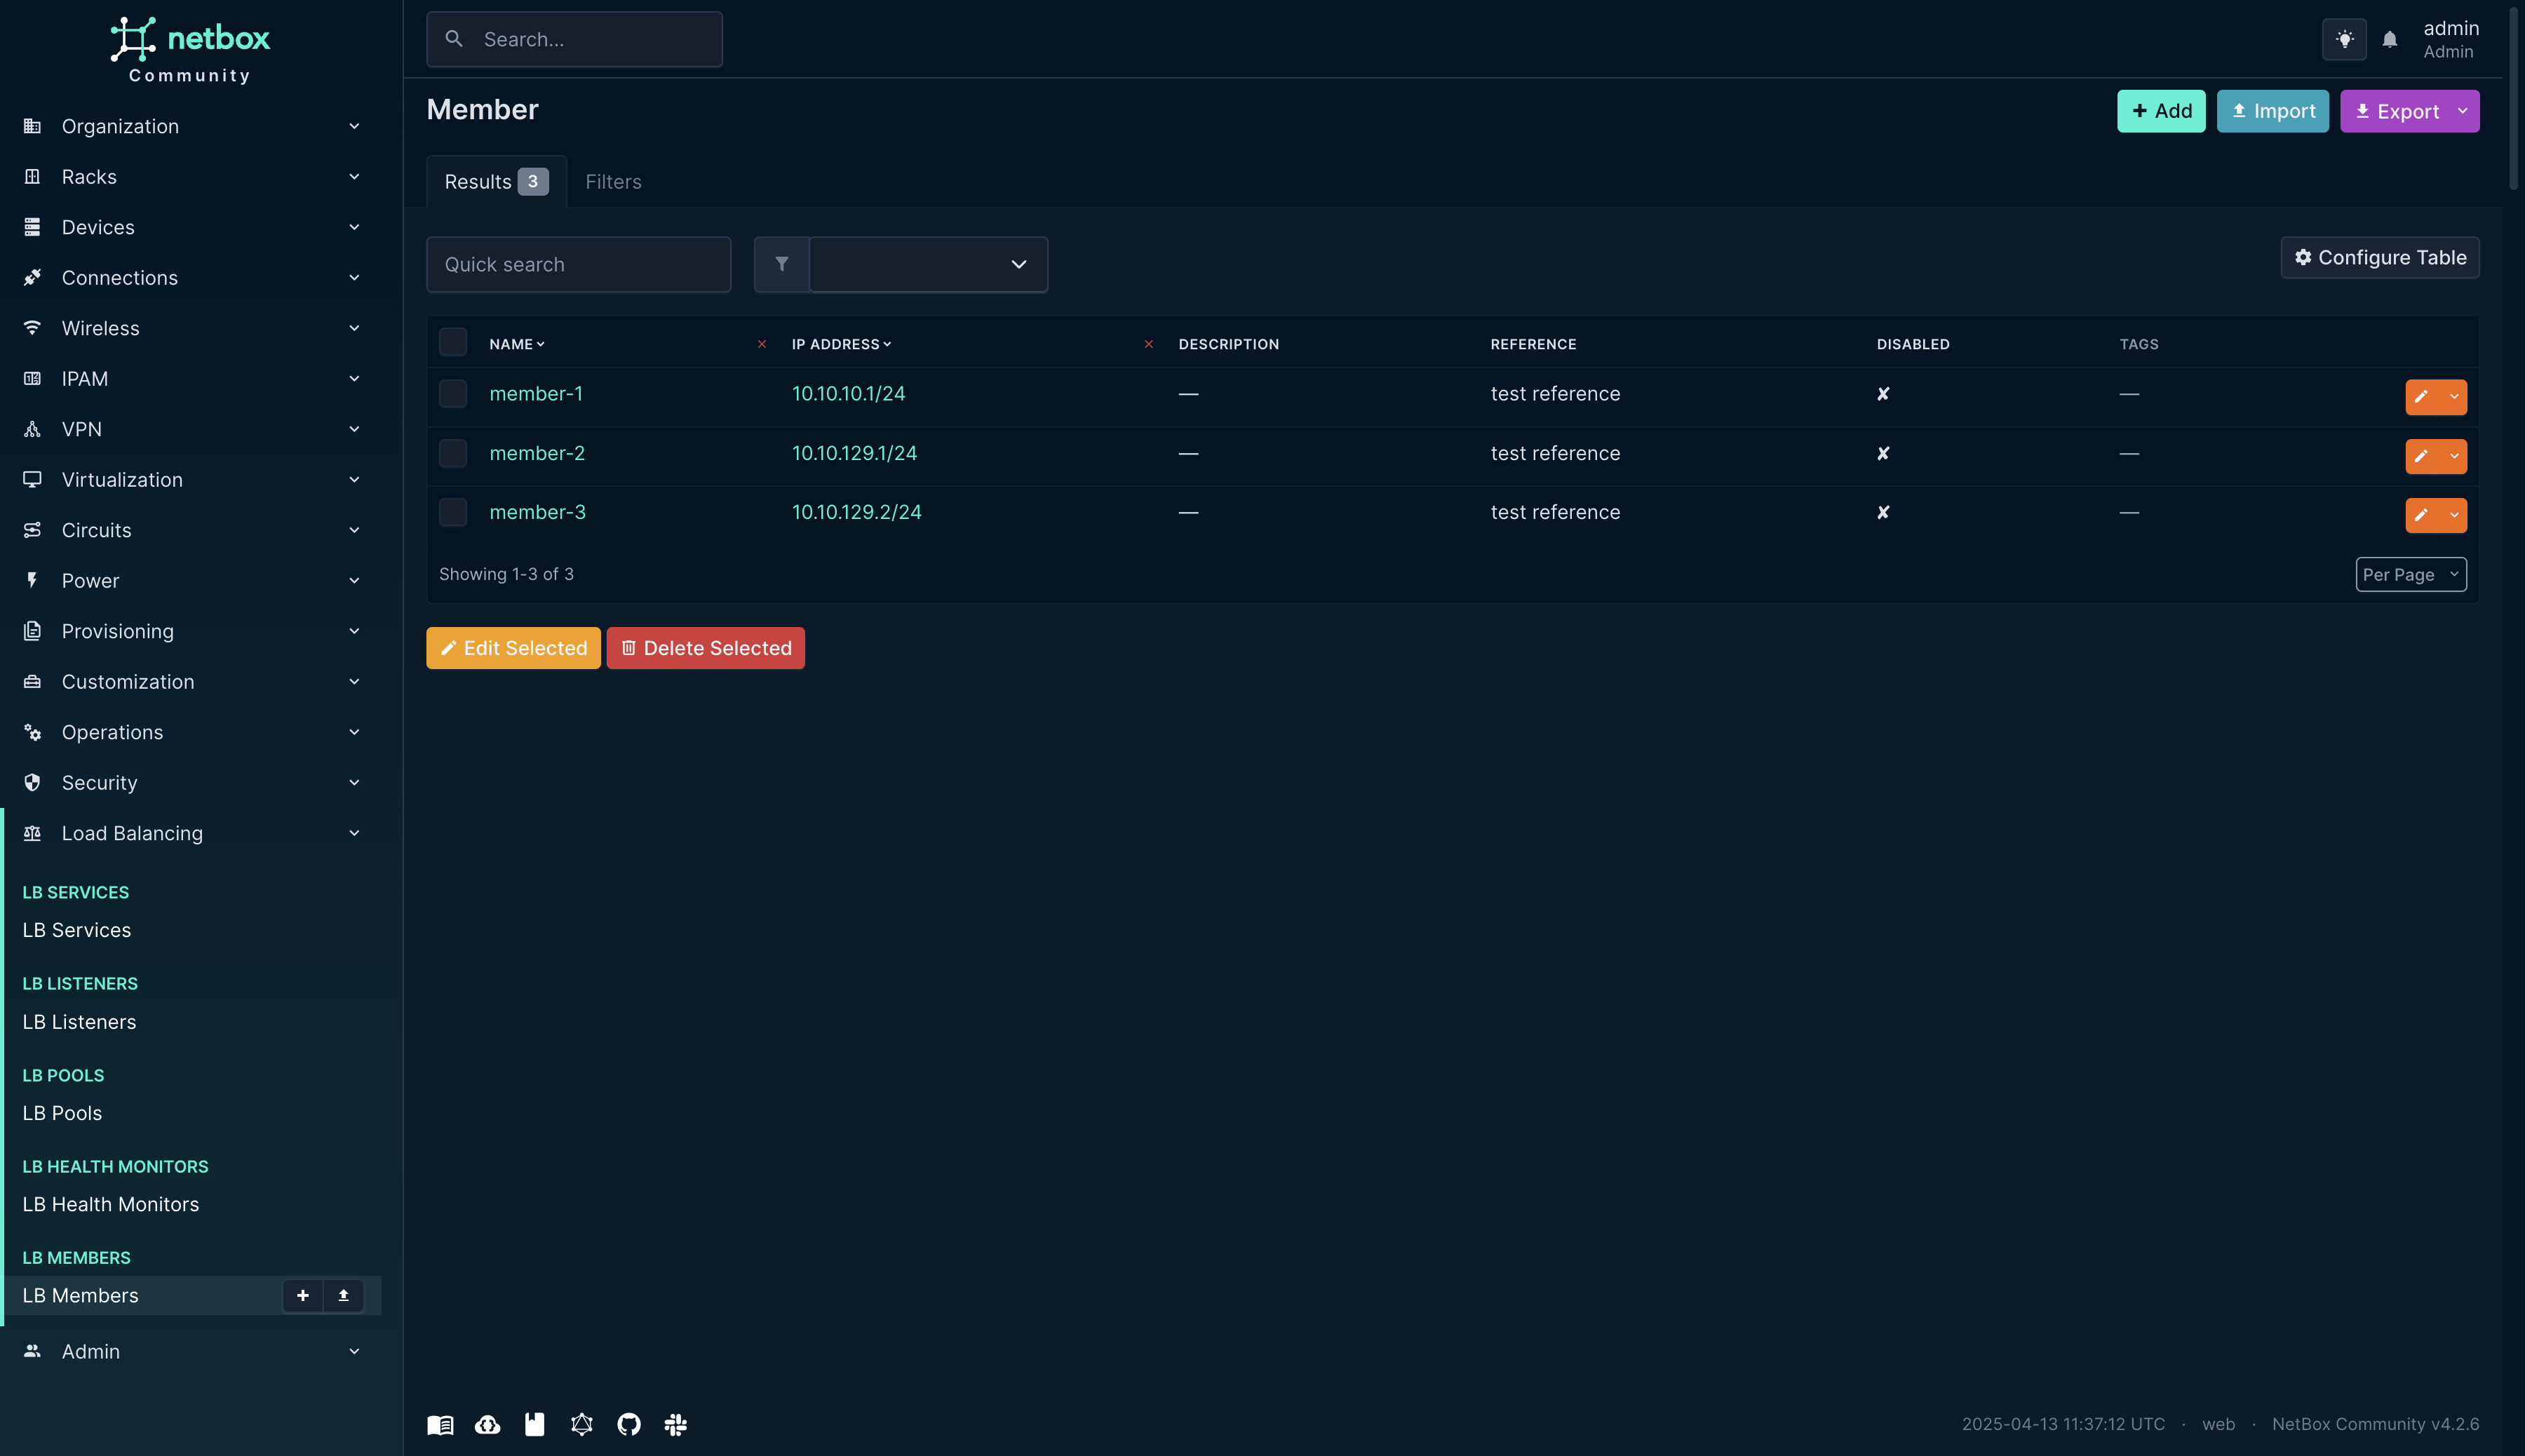 netbox
Community
Organization
Racks
Devices
Connections
Wireless
IPAM
VPN
Virtualization
Circuits
Power
Provisioning
Customization
Operations
Security
Load Balancing
LB SERVICES
LB Services
LB LISTENERS
LB Listeners
LB POOLS
LB Pools
LB HEALTH MONITORS
LB Health Monitors
LB MEMBERS
LB Members
Admin
Search...
admin
Admin
Member
Add Import Export
Results 3 Filters
Quick search
Configure Table
NAME IP ADDRESS DESCRIPTION REFERENCE DISABLED TAGS
member-1 10.10.10.1/24 — test reference ✘ —
member-2 10.10.129.1/24 — test reference ✘ —
member-3 10.10.129.2/24 — test reference ✘ —
Showing 1-3 of 3 Per Page
Edit Selected Delete Selected
2025-04-13 11:37:12 UTC · web · NetBox Community v4.2.6